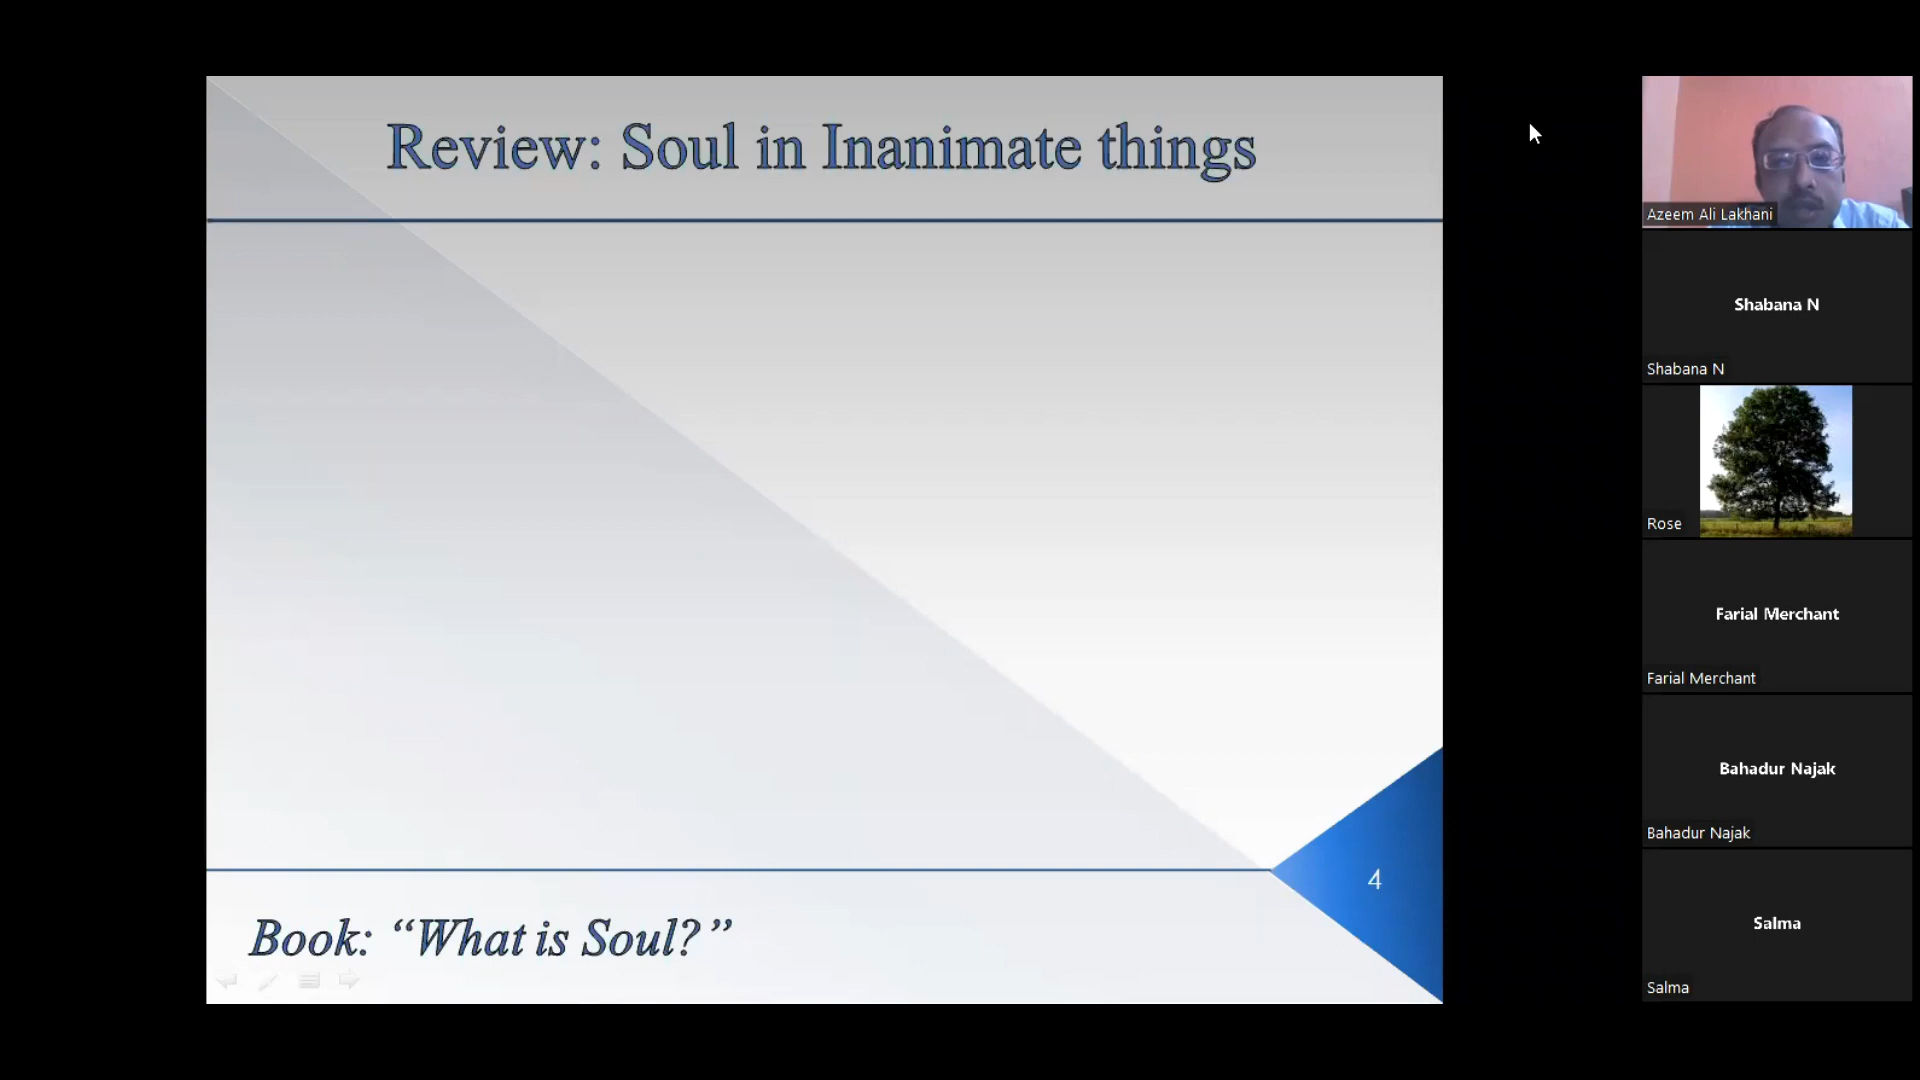 Review: Soul in Inanimate things
4
Book: “What is Soul?”
Azeem Ali Lakhani
Shabana N
Shabana N
Rose
Farial Merchant
Farial Merchant
Bahadur Najak
Bahadur Najak
Salma
Salma